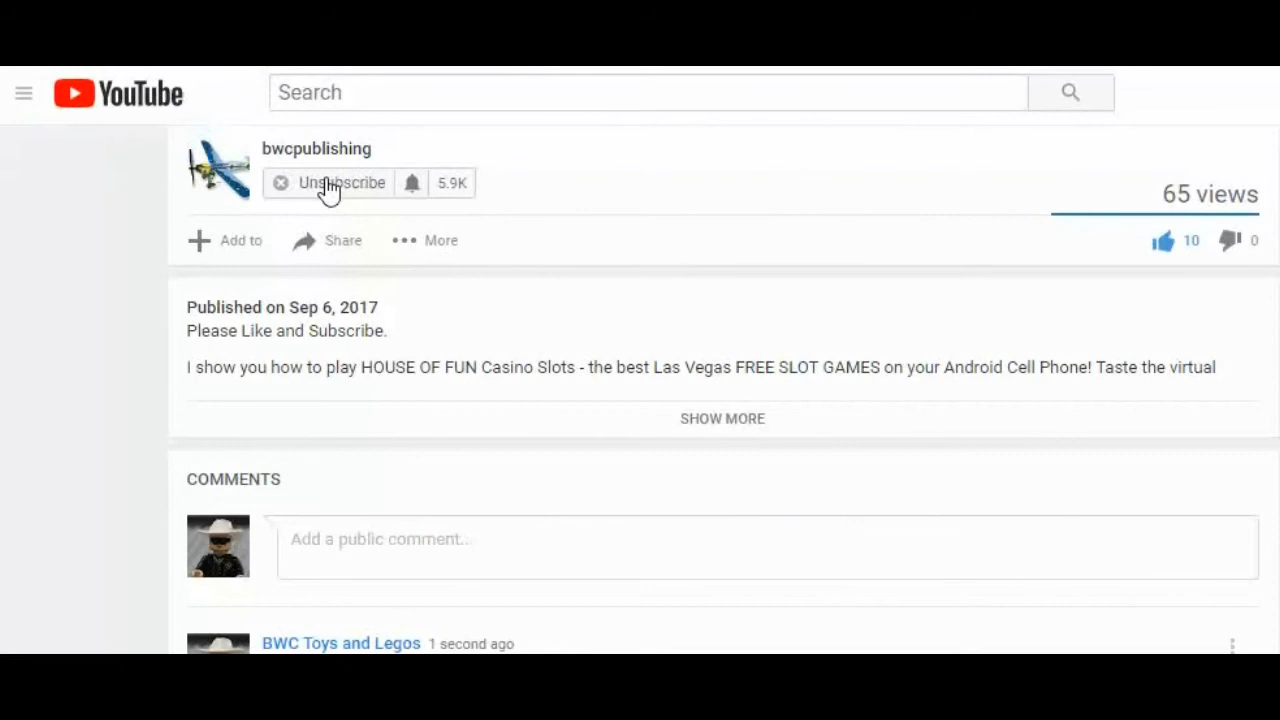 YouTube
Search
bwcpublishing
Unsubscribe 5.9K
65 views
Add to Share More
10 0
Published on Sep 6, 2017
Please Like and Subscribe.
I show you how to play HOUSE OF FUN Casino Slots - the best Las Vegas FREE SLOT GAMES on your Android Cell Phone! Taste the virtual
SHOW MORE
COMMENTS
Add a public comment...
BWC Toys and Legos 1 second ago